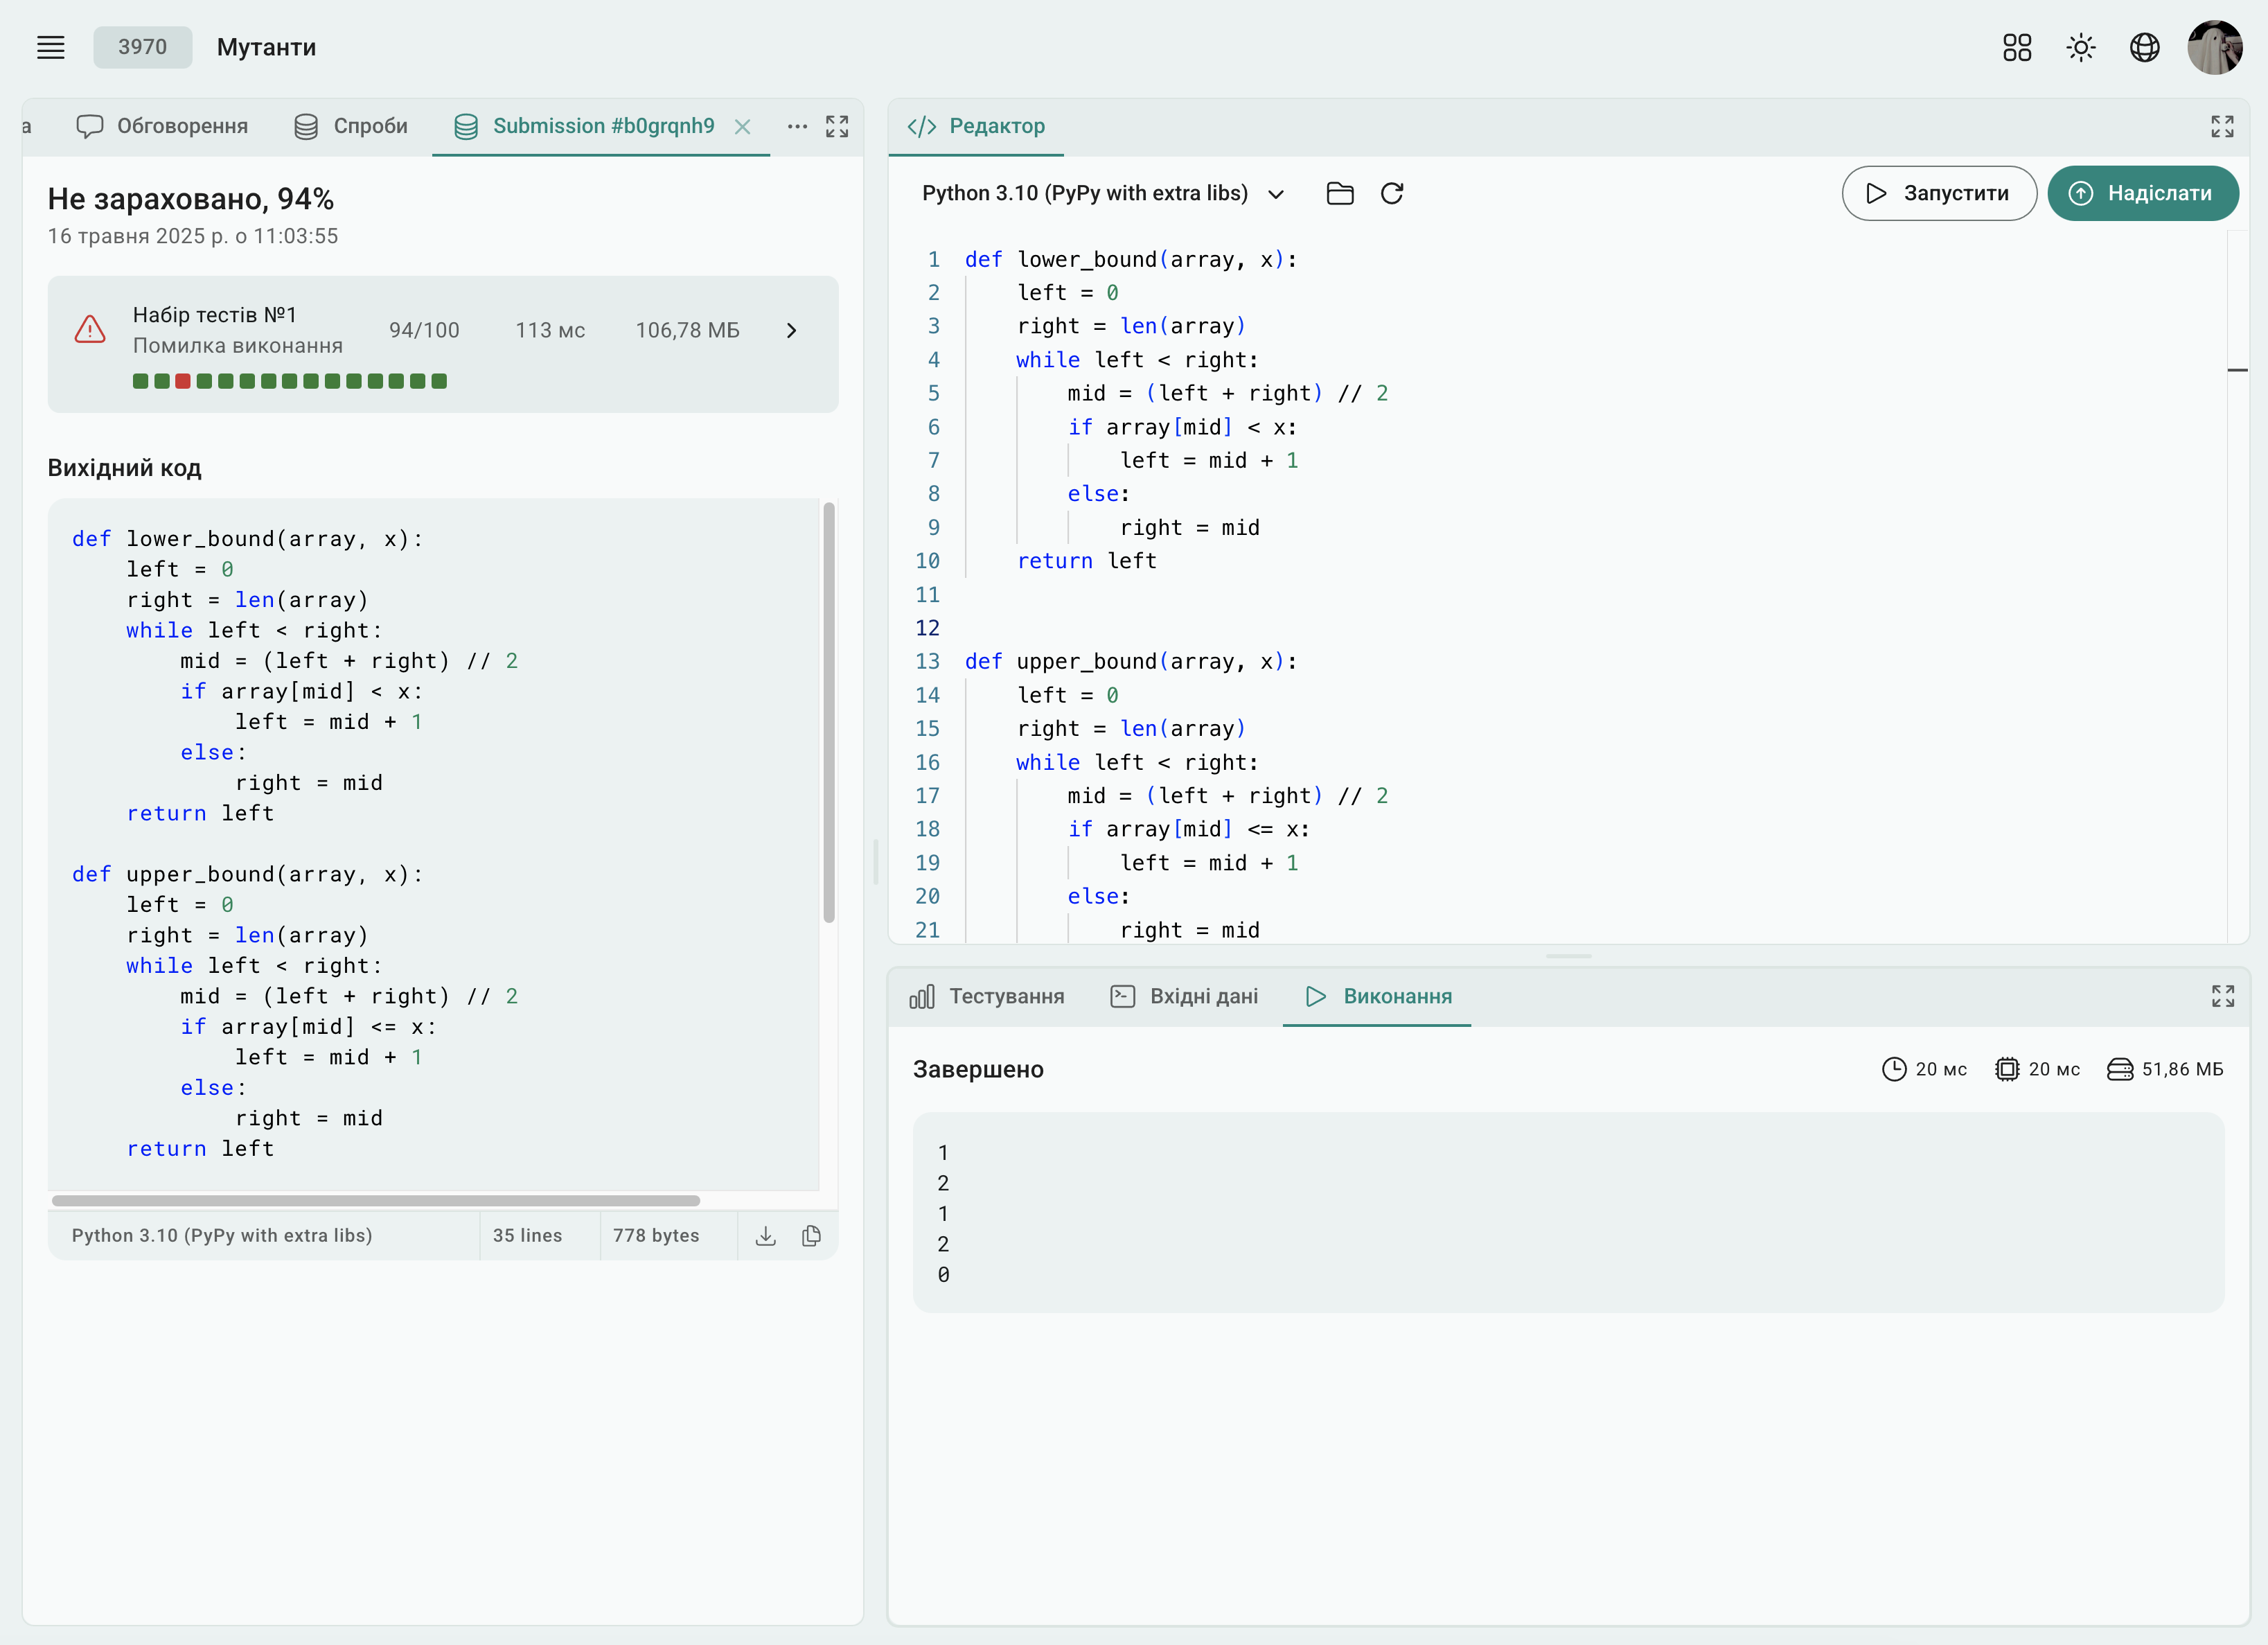 3970 Мутанти
а Обговорення Спроби Submission #b0grqnh9
Не зараховано, 94%
16 травня 2025 р. о 11:03:55
Набір тестів №1
Помилка виконання
94/100 113 мс 106,78 МБ
Вихідний код
def lower_bound(array, x):
    left = 0
    right = len(array)
    while left < right:
        mid = (left + right) // 2
        if array[mid] < x:
            left = mid + 1
        else:
            right = mid
    return left
def upper_bound(array, x):
    left = 0
    right = len(array)
    while left < right:
        mid = (left + right) // 2
        if array[mid] <= x:
            left = mid + 1
        else:
            right = mid
    return left
Python 3.10 (PyPy with extra libs) 35 lines 778 bytes
Редактор
Python 3.10 (PyPy with extra libs) Запустити Надіслати
1 def lower_bound(array, x):
2     left = 0
3     right = len(array)
4     while left < right:
5         mid = (left + right) // 2
6         if array[mid] < x:
7             left = mid + 1
8         else:
9             right = mid
10     return left
11
12
13 def upper_bound(array, x):
14     left = 0
15     right = len(array)
16     while left < right:
17         mid = (left + right) // 2
18         if array[mid] <= x:
19             left = mid + 1
20         else:
21             right = mid
Тестування Вхідні дані Виконання
Завершено 20 мс 20 мс 51,86 МБ
1
2
1
2
0